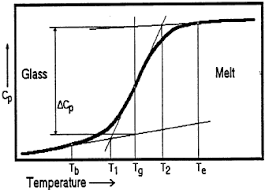 Glass
Melt
Cp
ΔCp
Tb T1 Tg T2 Te
Temperature →